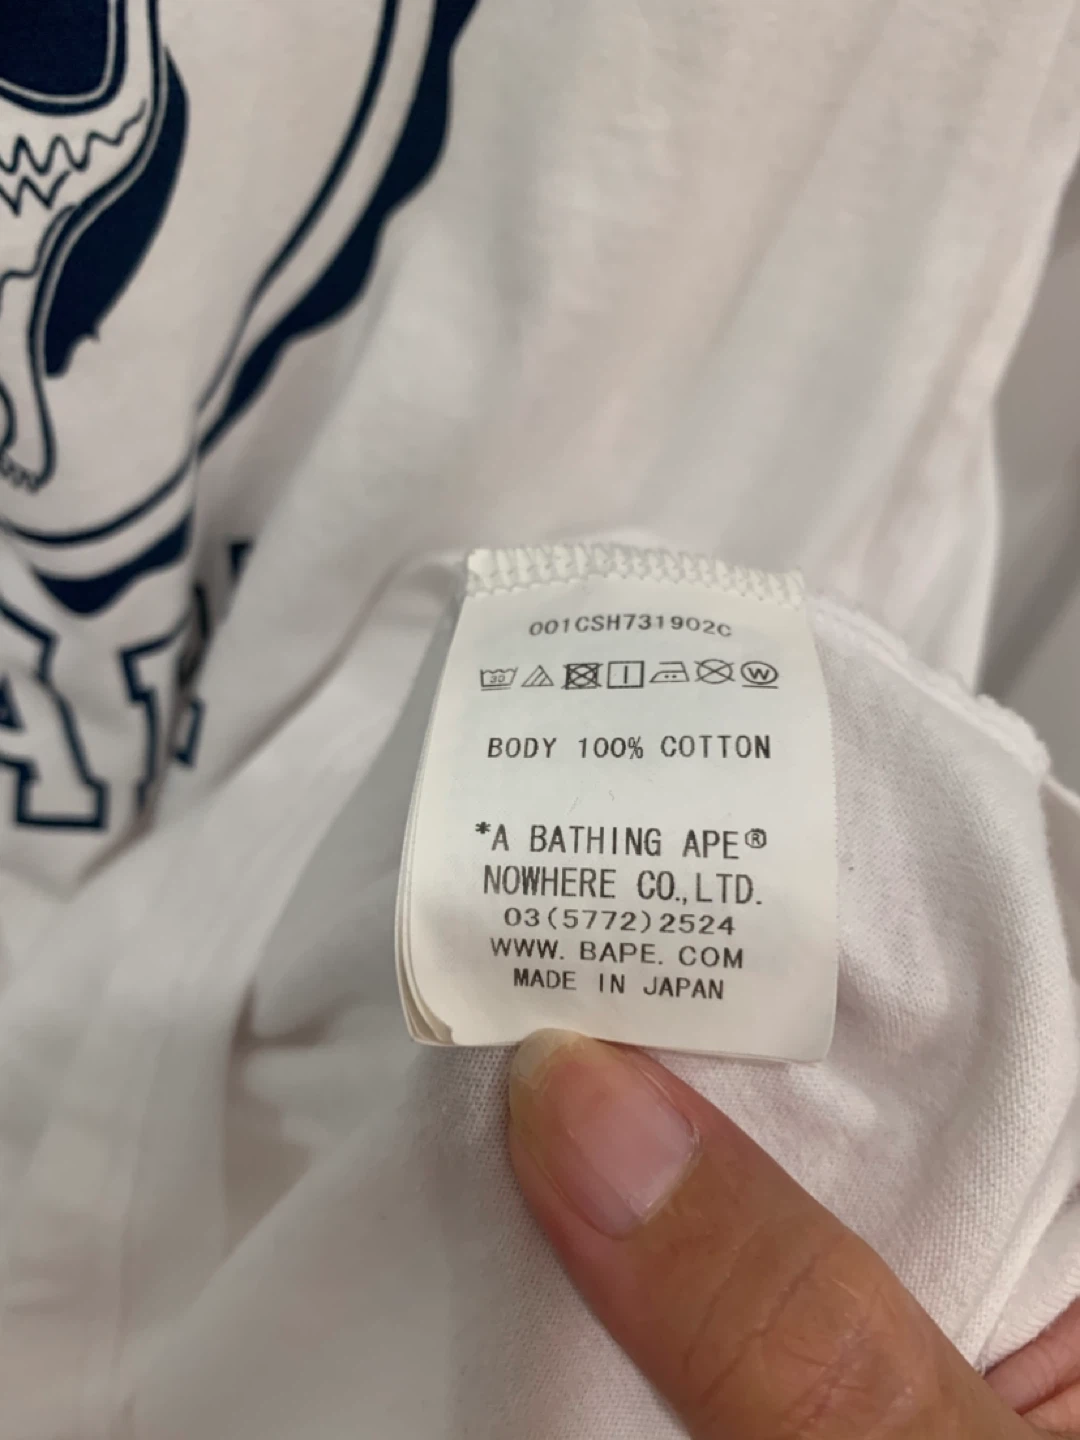 001CSH731902C
30
W
BODY 100% COTTON
*A BATHING APE®
NOWHERE CO.,LTD.
03(5772)2524
WWW. BAPE. COM
MADE IN JAPAN